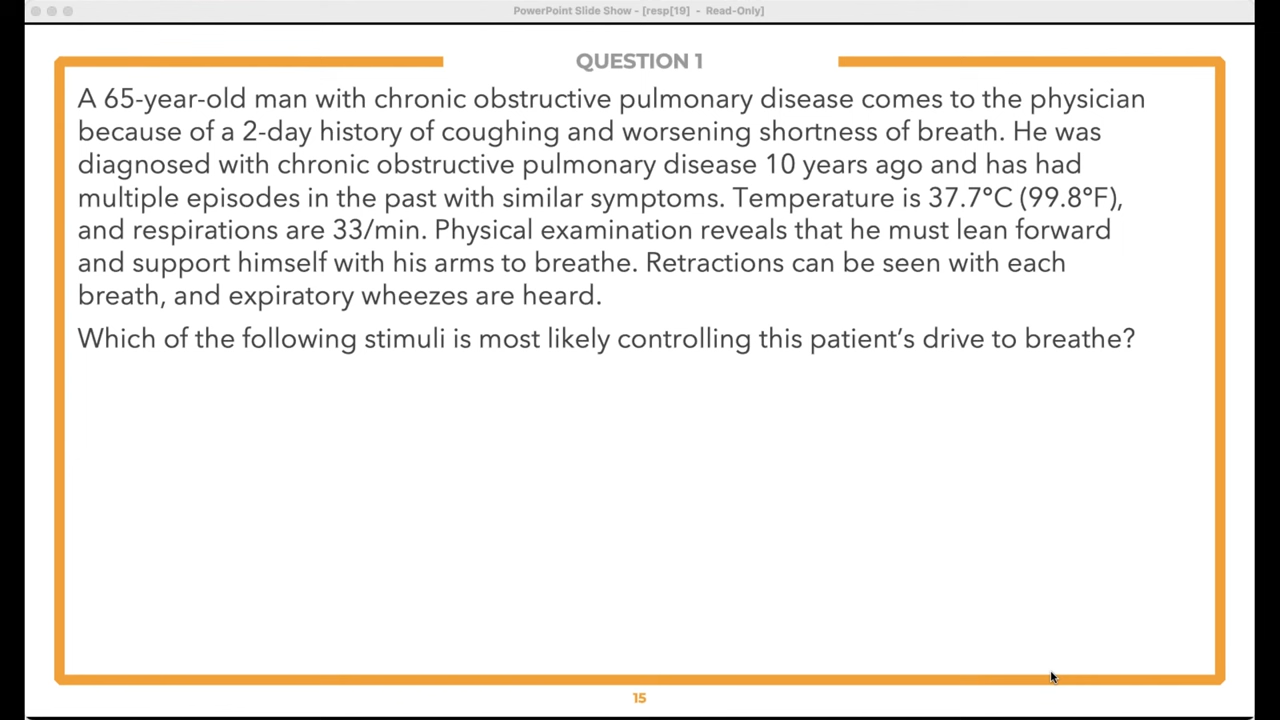 PowerPoint Slide Show - [resp[19] - Read-Only]
QUESTION 1
A 65-year-old man with chronic obstructive pulmonary disease comes to the physician
because of a 2-day history of coughing and worsening shortness of breath. He was
diagnosed with chronic obstructive pulmonary disease 10 years ago and has had
multiple episodes in the past with similar symptoms. Temperature is 37.7°C (99.8°F),
and respirations are 33/min. Physical examination reveals that he must lean forward
and support himself with his arms to breathe. Retractions can be seen with each
breath, and expiratory wheezes are heard.
Which of the following stimuli is most likely controlling this patient’s drive to breathe?
15